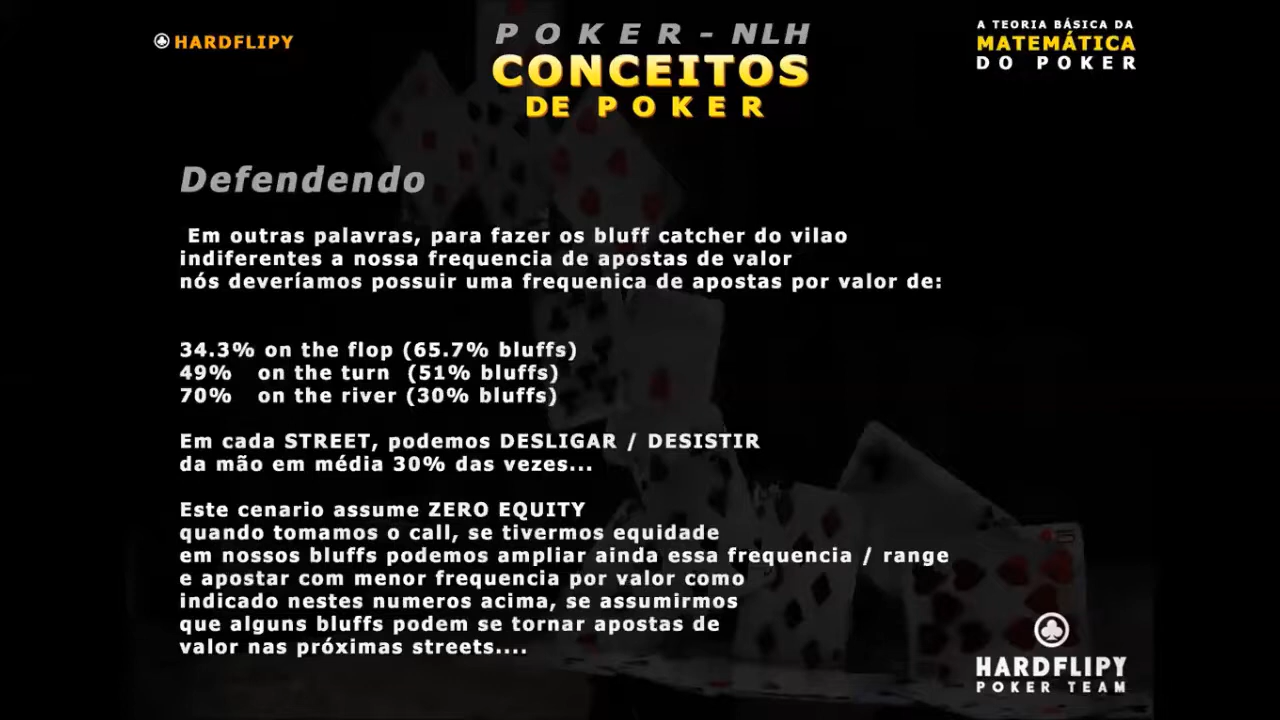 HARDFLIPY
POKER - NLH
CONCEITOS
DE POKER
A TEORIA BÁSICA DA
MATEMÁTICA
DO POKER
Defendendo
Em outras palavras, para fazer os bluff catcher do vilao
indiferentes a nossa frequencia de apostas de valor
nós deveríamos possuir uma frequenica de apostas por valor de:
34.3% on the flop (65.7% bluffs)
49% on the turn (51% bluffs)
70% on the river (30% bluffs)
Em cada STREET, podemos DESLIGAR / DESISTIR
da mão em média 30% das vezes...
Este cenario assume ZERO EQUITY
quando tomamos o call, se tivermos equidade
em nossos bluffs podemos ampliar ainda essa frequencia / range
e apostar com menor frequencia por valor como
indicado nestes numeros acima, se assumirmos
que alguns bluffs podem se tornar apostas de
valor nas próximas streets....
HARDFLIPY
POKER TEAM